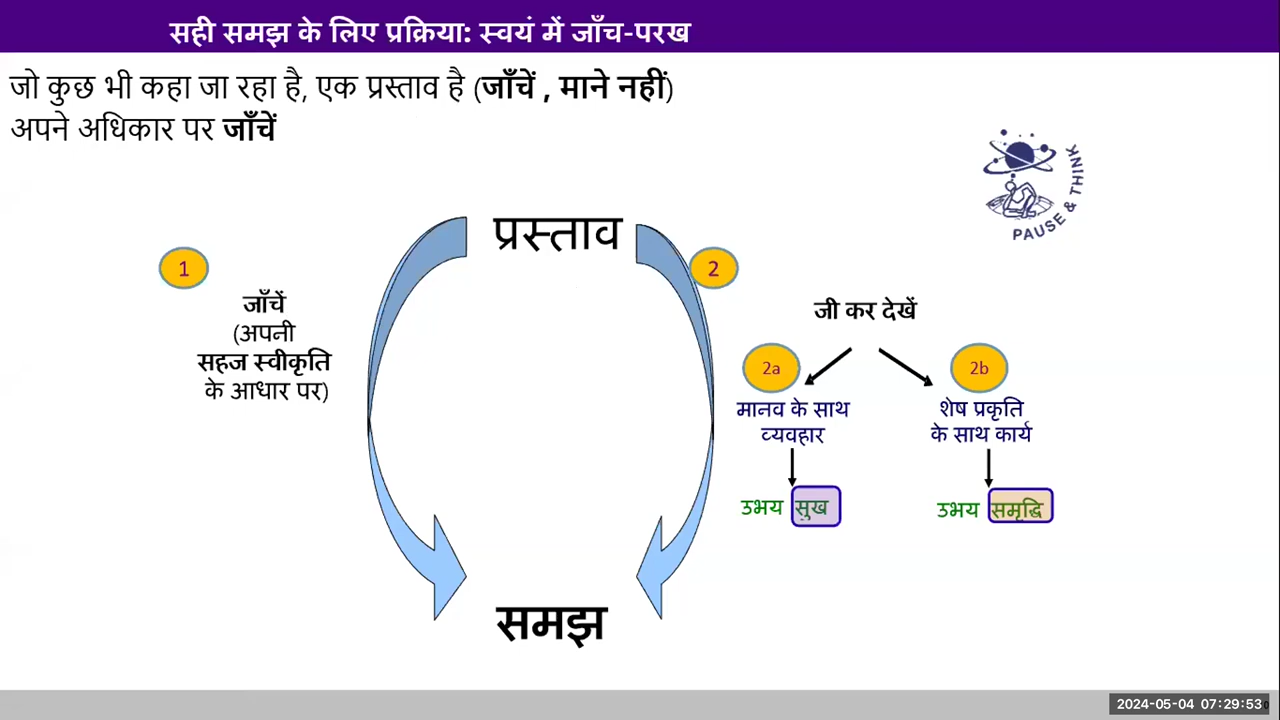 सही समझ के लिए प्रक्रिया: स्वयं में जाँच-परख
जो कुछ भी कहा जा रहा है, एक प्रस्ताव है (जाँचें , माने नहीं)
अपने अधिकार पर जाँचें
PAUSE & THINK
प्रस्ताव
1
2
जाँचें
(अपनी
सहज स्वीकृति
के आधार पर)
जी कर देखें
2a
2b
मानव के साथ
व्यवहार
शेष प्रकृति
के साथ कार्य
उभय सुख
उभय समृद्धि
समझ
2024-05-04 07:29:53